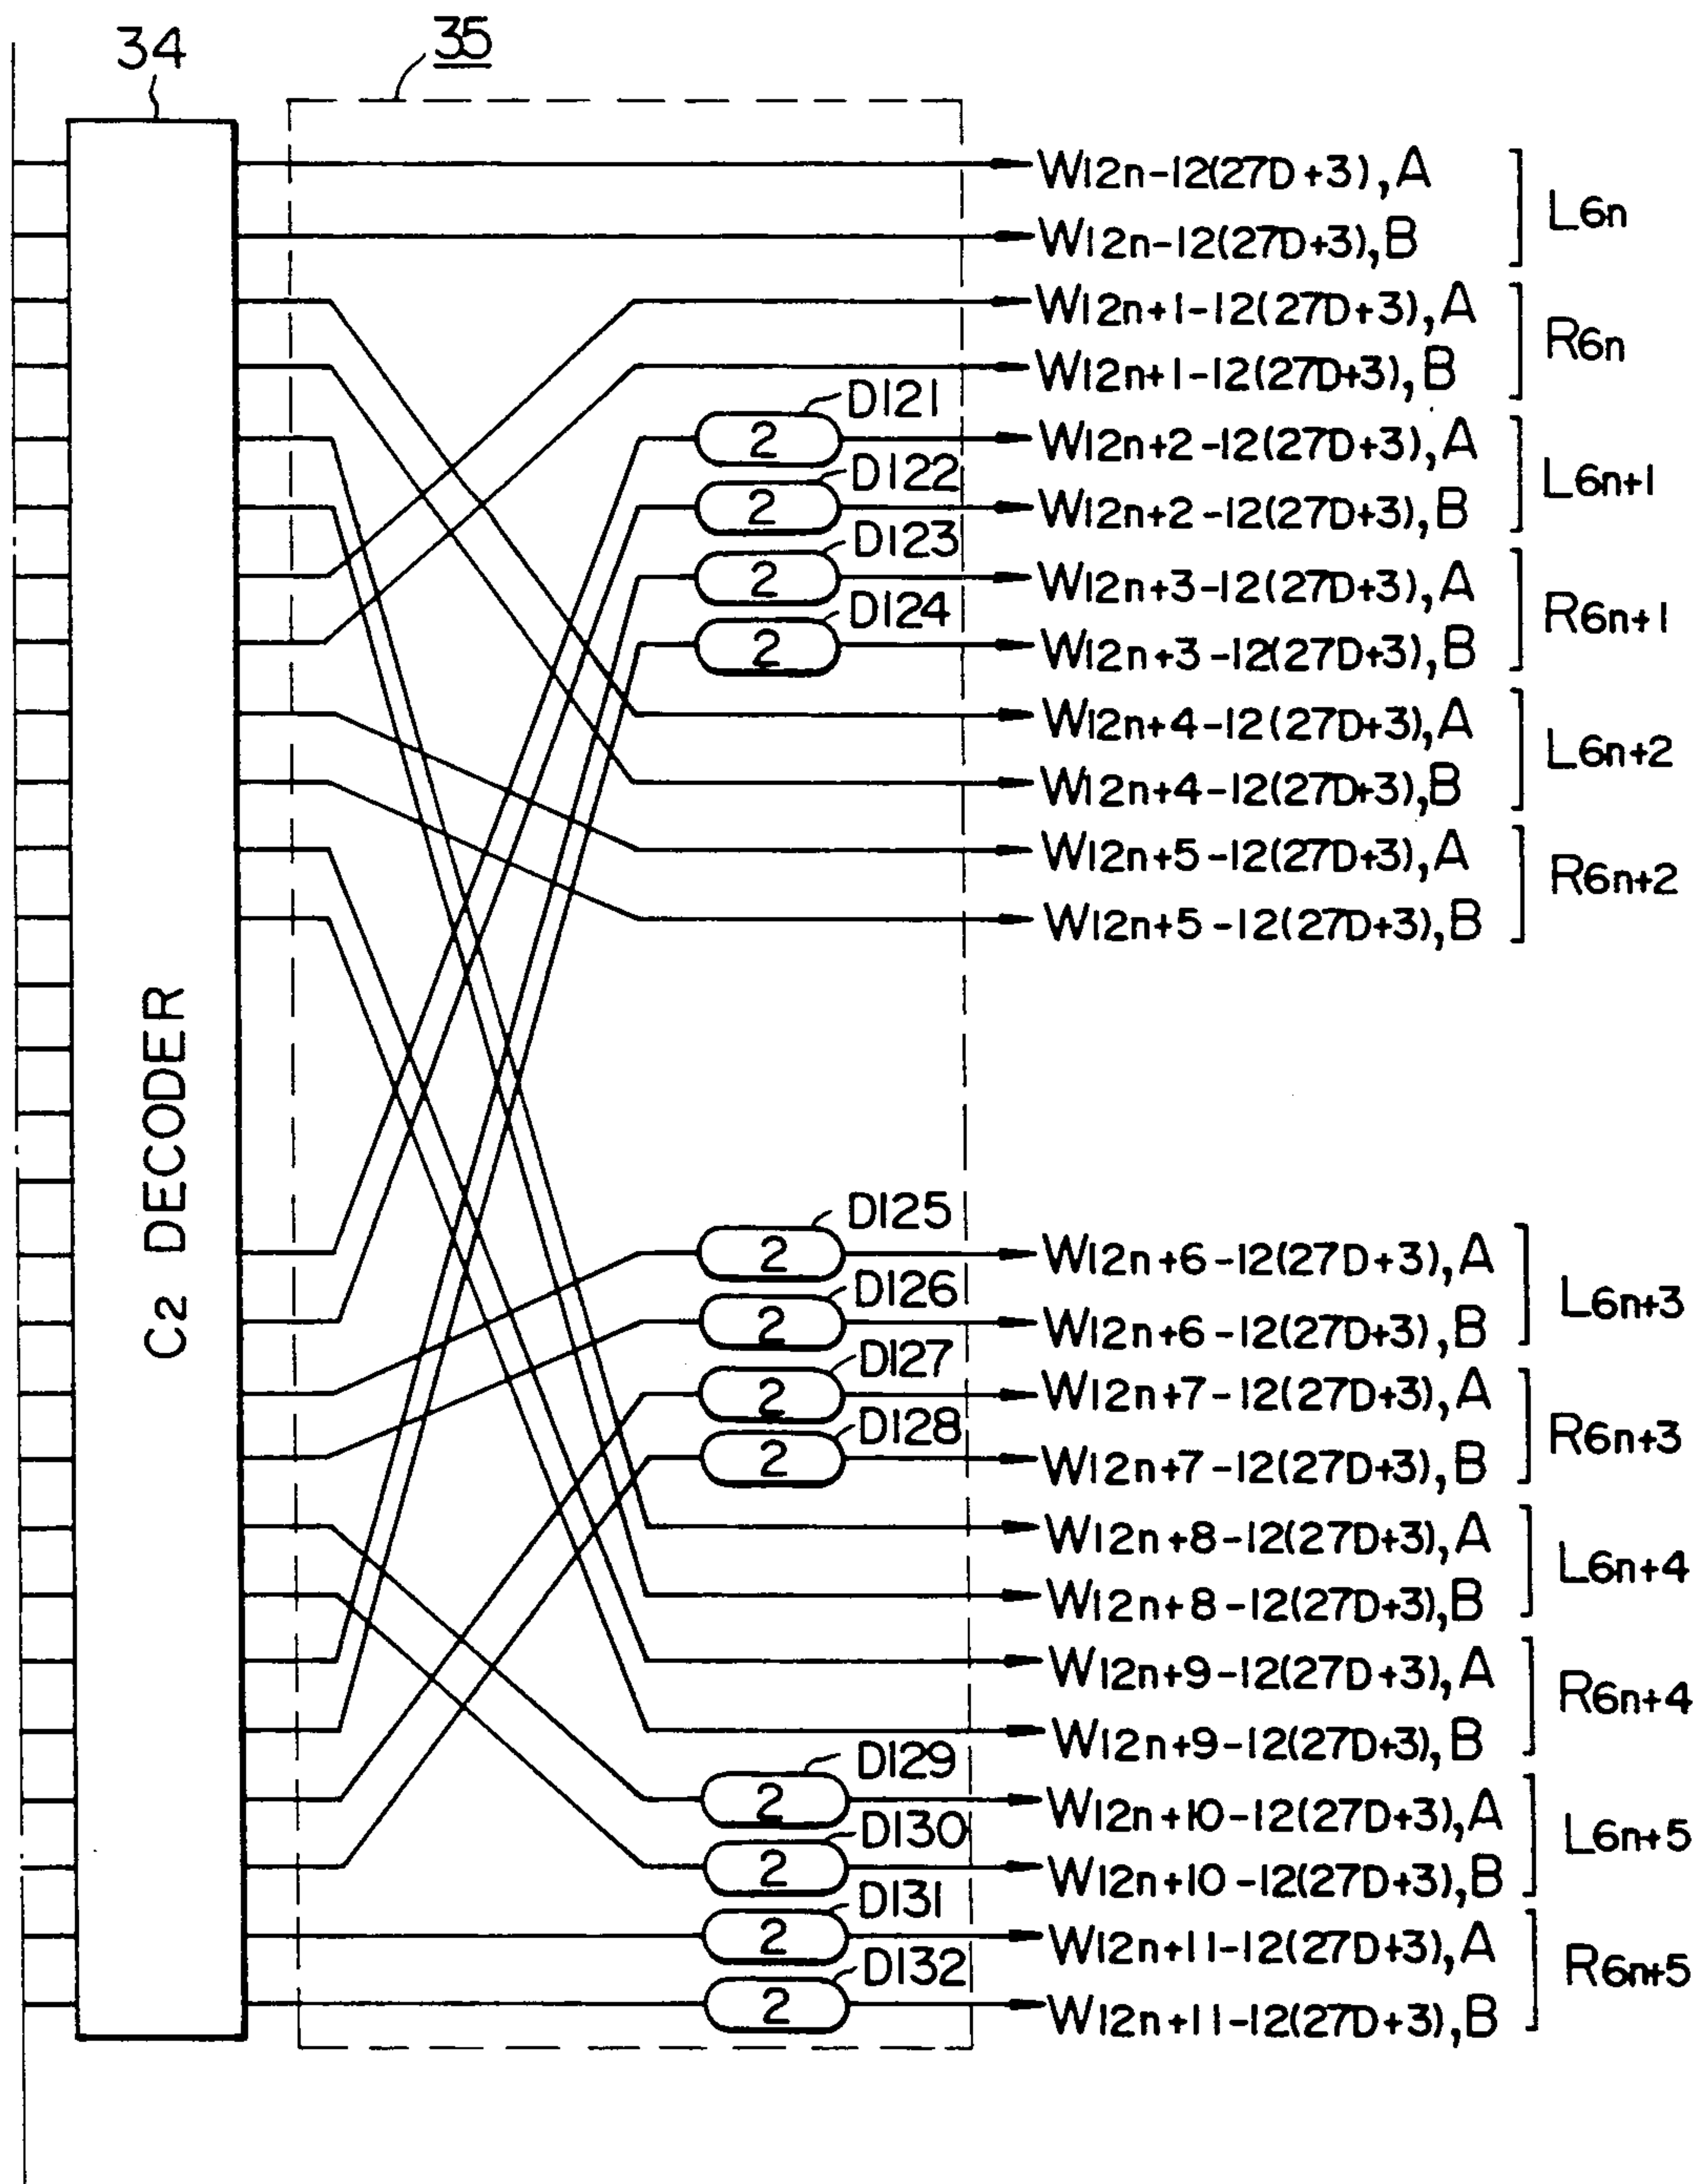 34
35
W12n-12(27D+3),A
L6n
W12n-12(27D+3),B
W12n+1-12(27D+3),A
R6n
W12n+1-12(27D+3),B
D121
2
W12n+2-12(27D+3),A
L6n+1
D122
2
W12n+2-12(27D+3),B
D123
2
W12n+3-12(27D+3),A
R6n+1
D124
2
W12n+3-12(27D+3),B
W12n+4-12(27D+3),A
L6n+2
W12n+4-12(27D+3),B
W12n+5-12(27D+3),A
R6n+2
W12n+5-12(27D+3),B
C2 DECODER
D125
2
W12n+6-12(27D+3),A
L6n+3
D126
2
W12n+6-12(27D+3),B
D127
2
W12n+7-12(27D+3),A
R6n+3
D128
2
W12n+7-12(27D+3),B
W12n+8-12(27D+3),A
L6n+4
W12n+8-12(27D+3),B
W12n+9-12(27D+3),A
R6n+4
W12n+9-12(27D+3),B
D129
2
W12n+10-12(27D+3),A
L6n+5
D130
2
W12n+10-12(27D+3),B
D131
2
W12n+11-12(27D+3),A
R6n+5
D132
2
W12n+11-12(27D+3),B